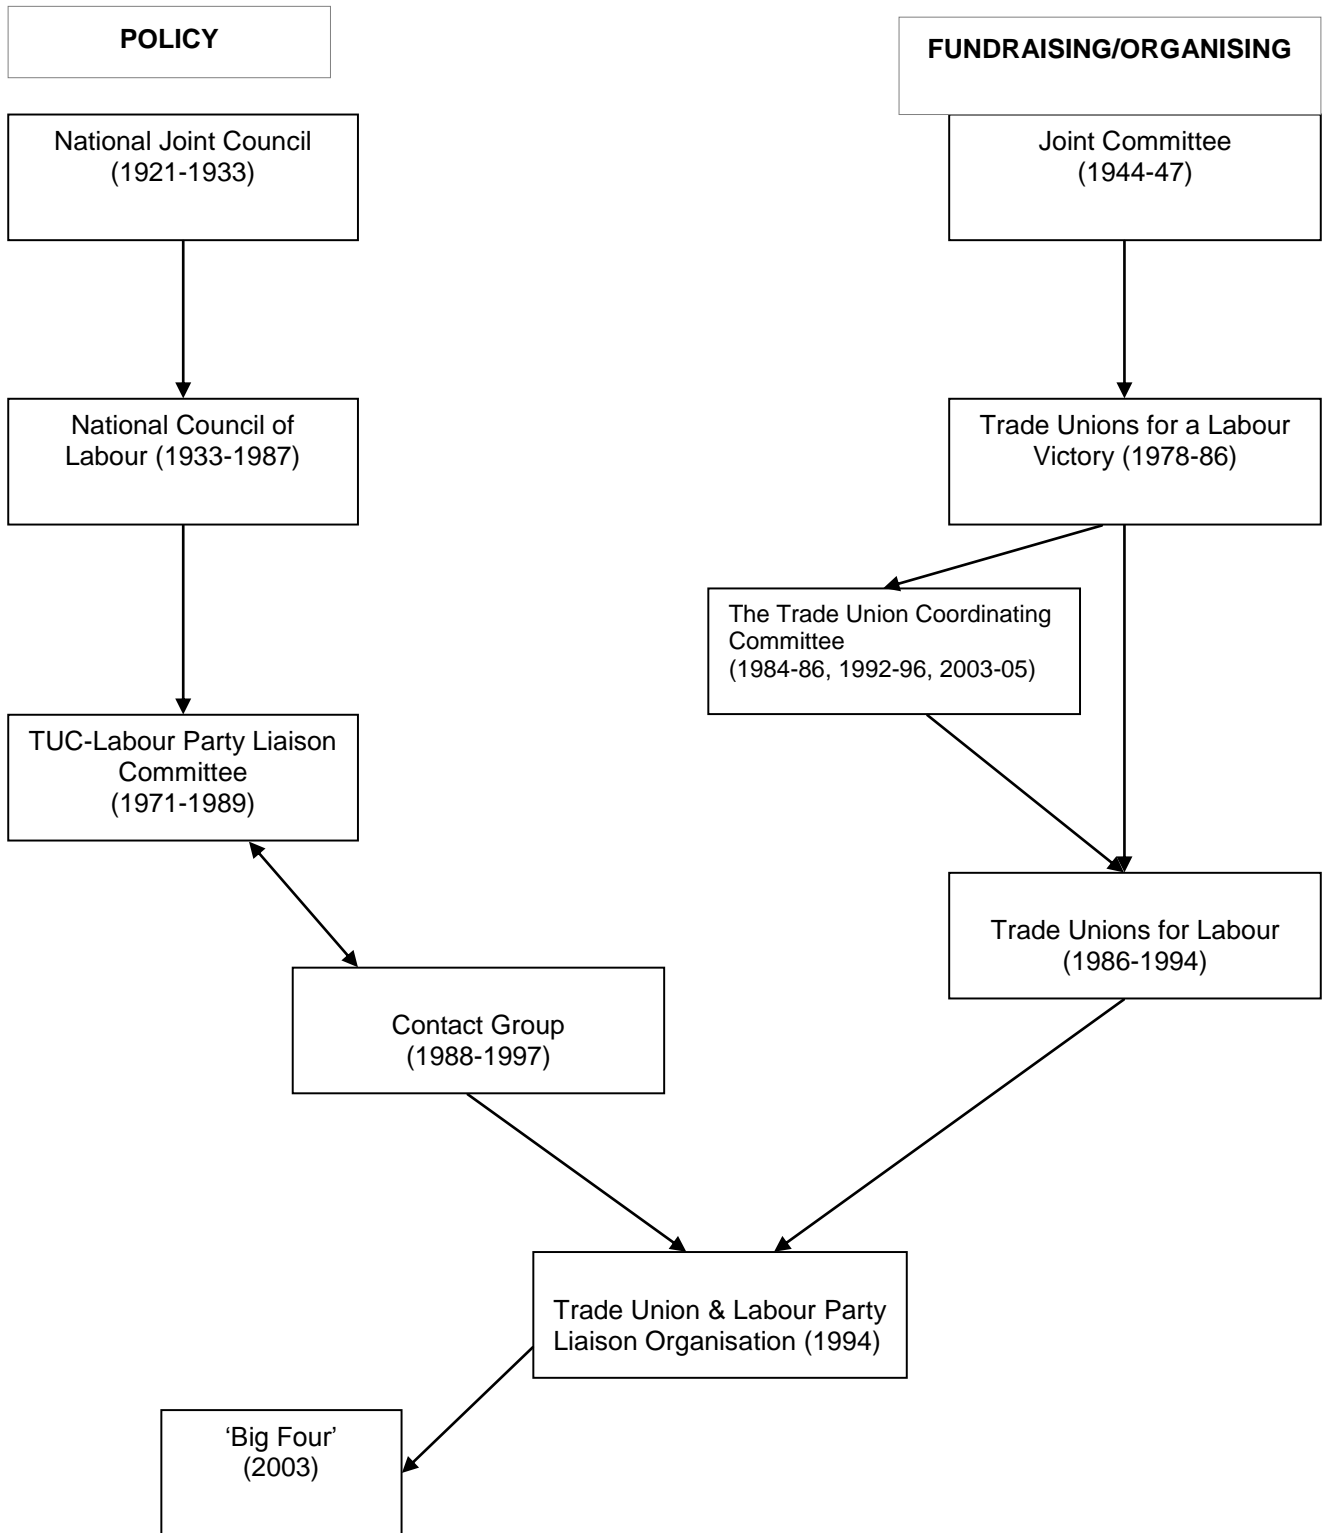 POLICY
FUNDRAISING/ORGANISING
National Joint Council
(1921-1933)
Joint Committee
(1944-47)
National Council of
Labour (1933-1987)
Trade Unions for a Labour
Victory (1978-86)
The Trade Union Coordinating
Committee
(1984-86, 1992-96, 2003-05)
TUC-Labour Party Liaison
Committee
(1971-1989)
Trade Unions for Labour
(1986-1994)
Contact Group
(1988-1997)
Trade Union & Labour Party
Liaison Organisation (1994)
‘Big Four’
(2003)